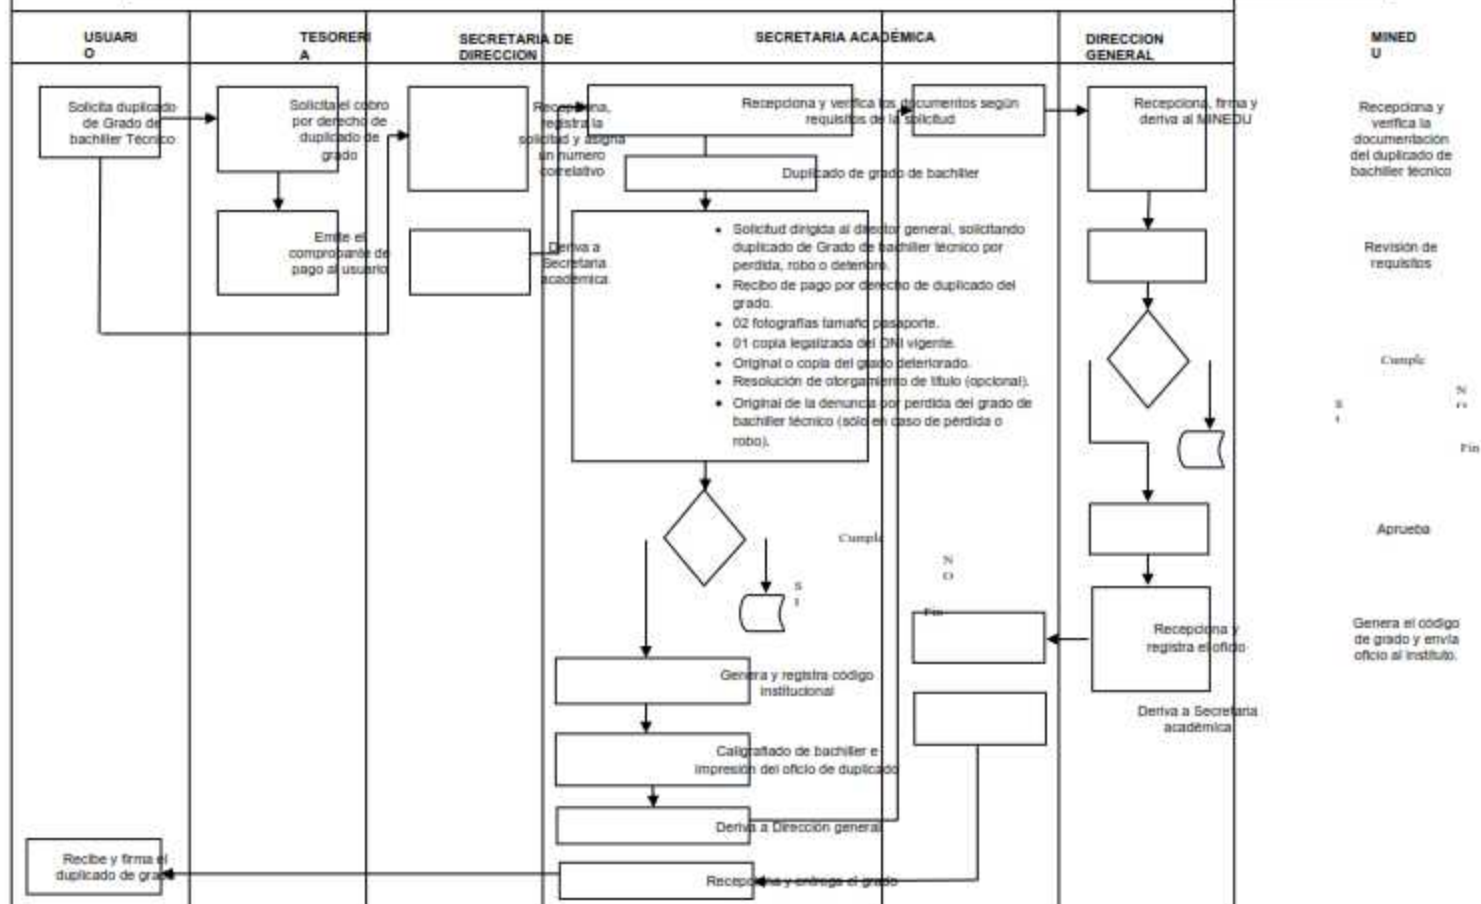 USUARI
O
TESORERI
A
SECRETARIA DE
DIRECCION
SECRETARIA ACADÉMICA
DIRECCION
GENERAL
MINED
U
Solicita duplicado
de Grado de
bachiller Técnico
Solicita el cobro
por derecho de
duplicado de
grado
Emite el
comprobante de
pago al usuario
Recepciona,
registra la
solicitud y asigna
un numero
correlativo
Deriva a
Secretaria
académica
Recepciona y verifica los documentos según
requisitos de la solicitud
Duplicado de grado de bachiller
• Solicitud dirigida al director general, solicitando
duplicado de Grado de bachiller técnico por
perdida, robo o deterioro.
• Recibo de pago por derecho de duplicado del
grado.
• 02 fotografías tamaño pasaporte.
• 01 copia legalizada del DNI vigente.
• Original o copia del grado deteriorado.
• Resolución de otorgamiento de título (opcional).
• Original de la denuncia por perdida del grado de
bachiller técnico (sólo en caso de pérdida o
robo).
Cumple
N
O
S
I
Fin
Genera y registra código
institucional
Caligrafiado de bachiller e
impresión del oficio de duplicado
Deriva a Dirección general
Recepciona y entrega el grado
Recibe y firma el
duplicado de grado
Recepciona, firma y
deriva al MINEDU
Recepciona y
registra el oficio
Deriva a Secretaria
académica
Recepciona y
verifica la
documentación
del duplicado de
bachiller técnico
Revisión de
requisitos
Cumple
N
O
S
I
Fin
Aprueba
Genera el código
de grado y envía
oficio al instituto.